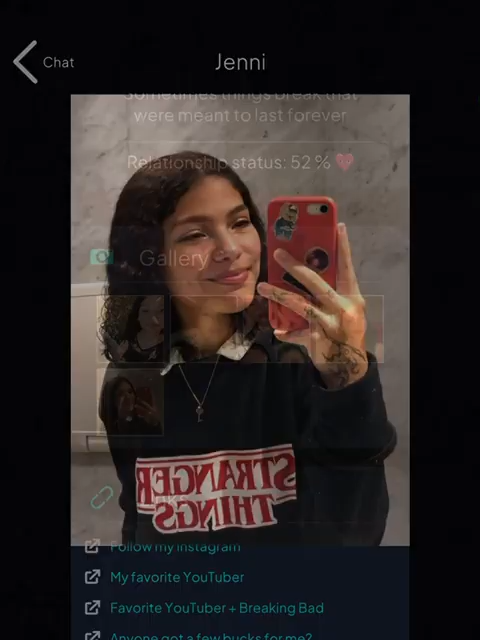 Chat
Jenni
Sometimes things break that
were meant to last forever
Relationship status: 52 %
Gallery
STRANGER
THINGS
Follow my Instagram
My favorite YouTuber
Favorite YouTuber + Breaking Bad
Anyone got a few bucks for me?